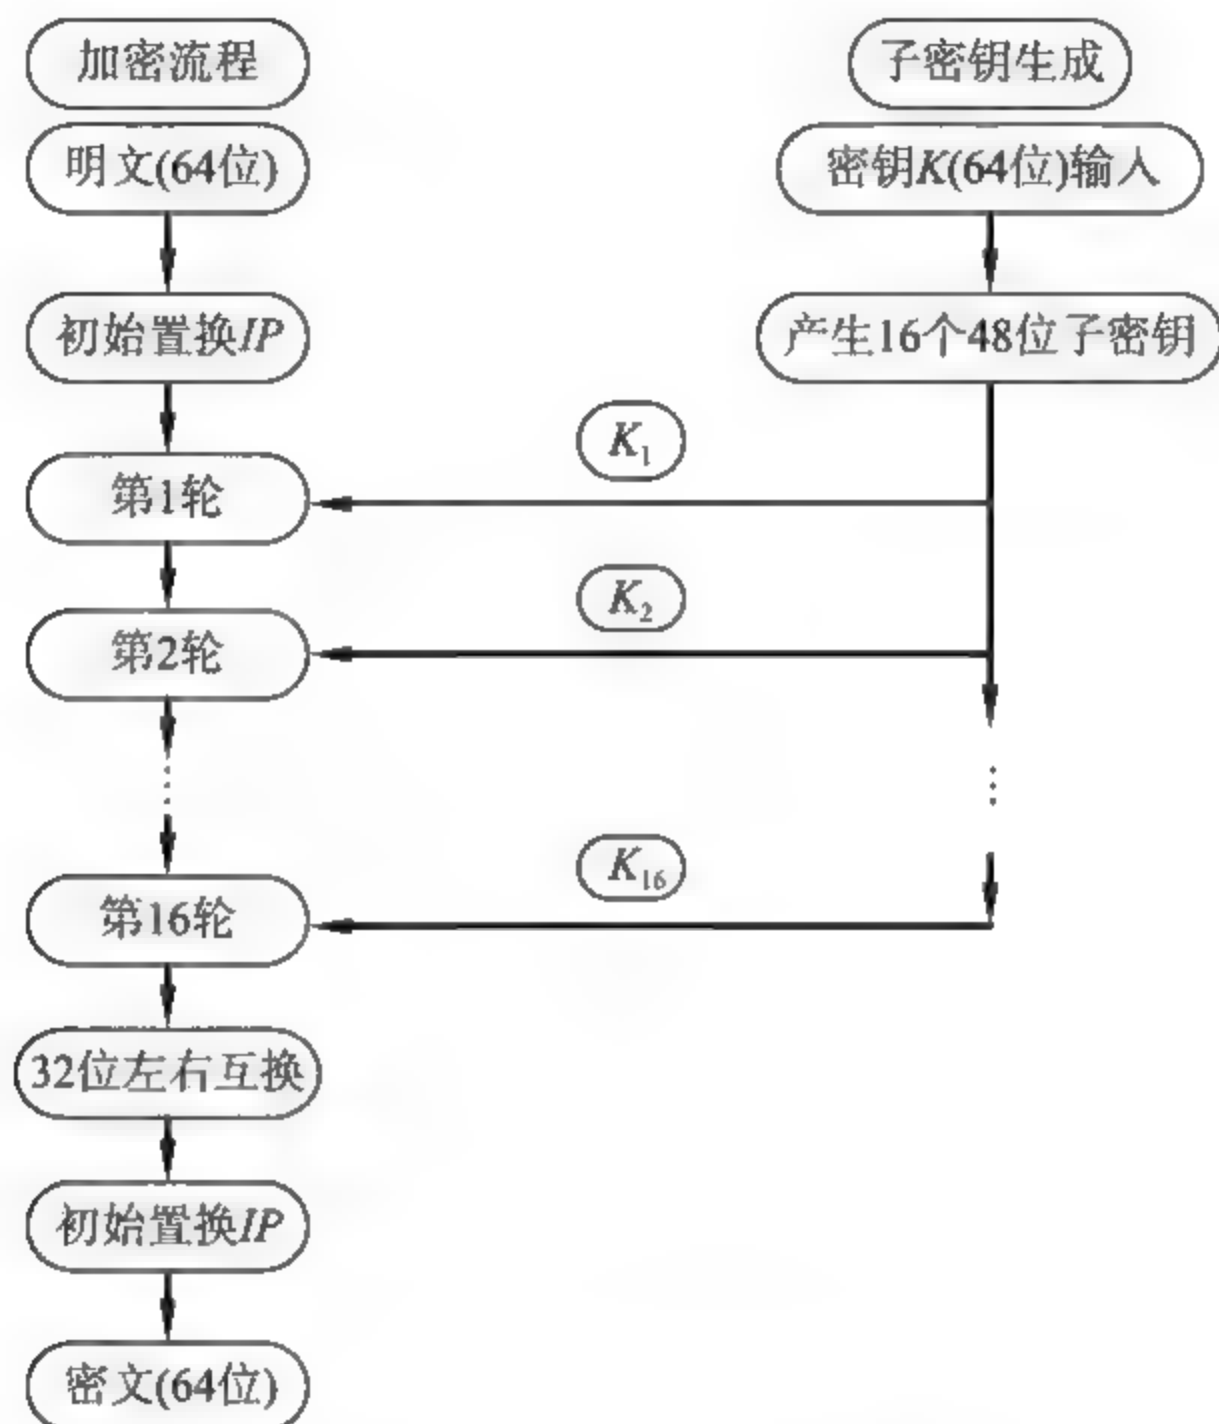 加密流程
子密钥生成
明文(64位)
密钥K(64位)输入
初始置换IP
产生16个48位子密钥
K₁
第1轮
K₂
第2轮
K₁₆
第16轮
32位左右互换
初始置换IP
密文(64位)